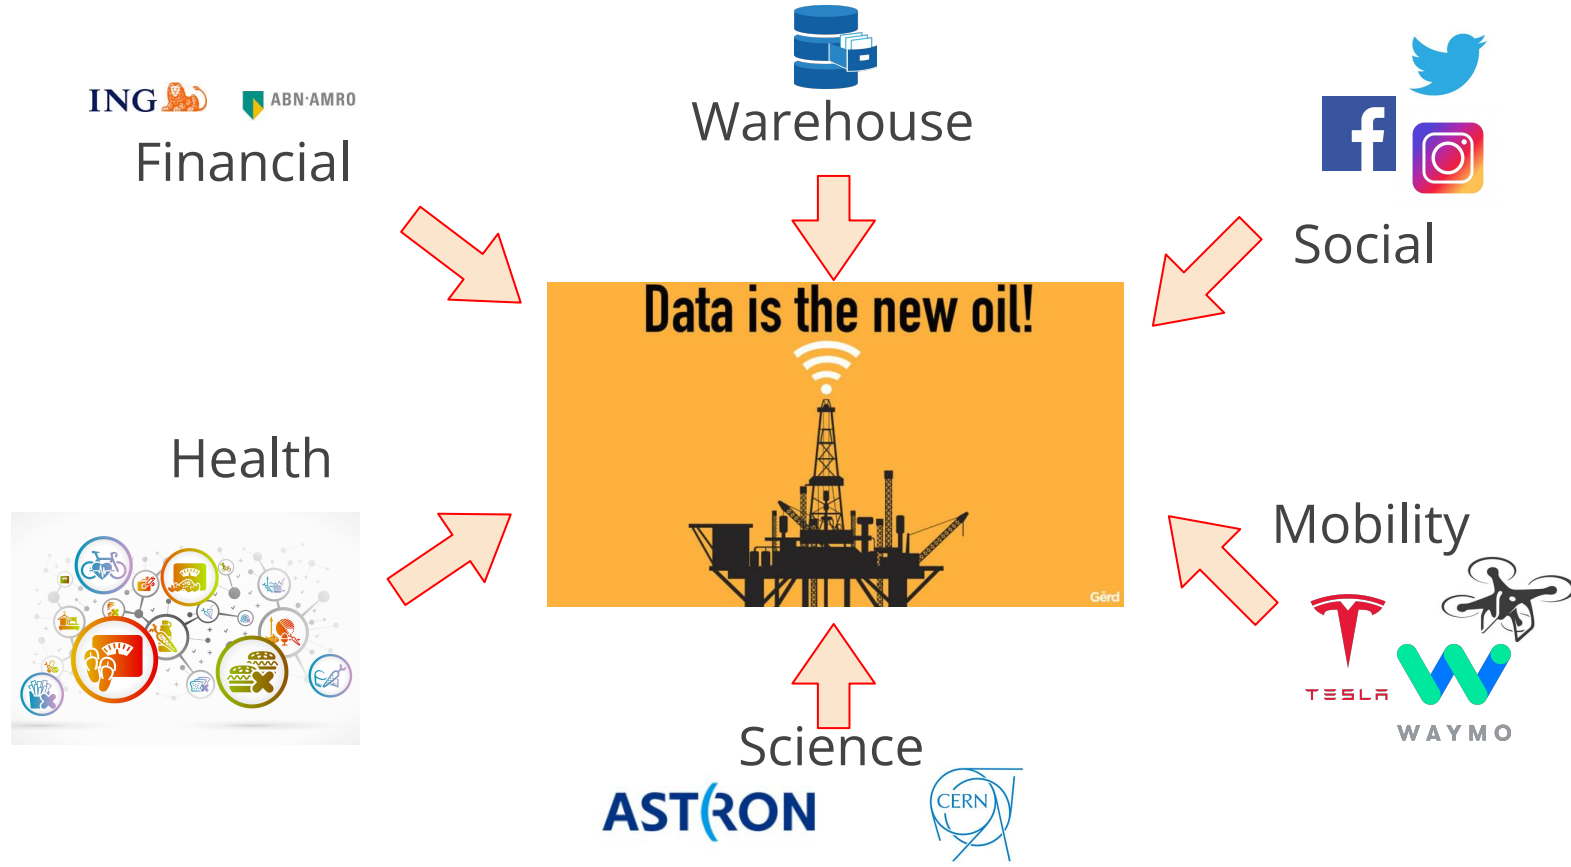 ING
ABN·AMRO
Financial
Warehouse
Social
Data is the new oil!
Gerd
Health
Mobility
TESLA
WAYMO
Science
ASTRON
CERN